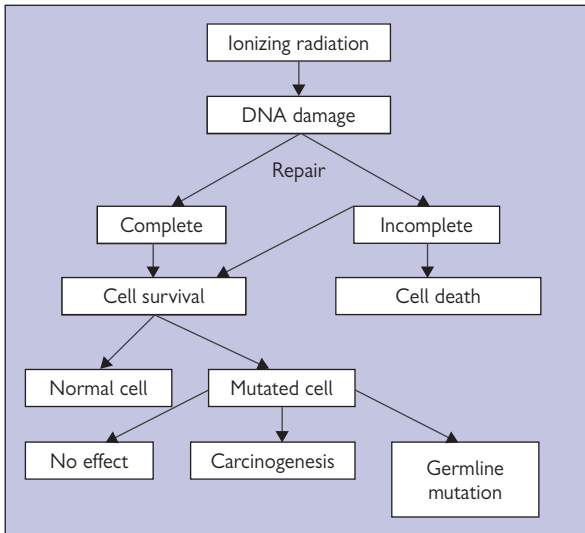 Ionizing radiation
DNA damage
Repair
Complete
Incomplete
Cell survival
Cell death
Normal cell
Mutated cell
No effect
Carcinogenesis
Germline
mutation